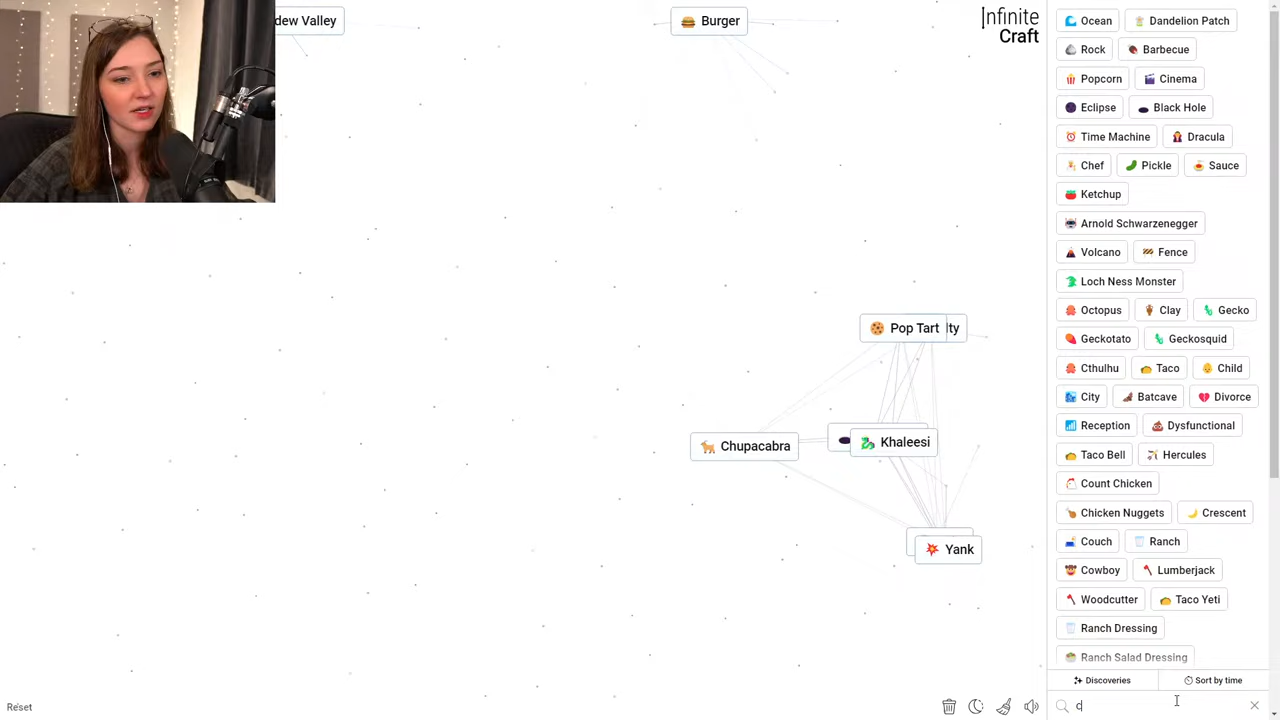 dew Valley
Burger
Infinite
Craft
Pop Tart
lty
Chupacabra
Khaleesi
Yank
Reset
Ocean
Dandelion Patch
Rock
Barbecue
Popcorn
Cinema
Eclipse
Black Hole
Time Machine
Dracula
Chef
Pickle
Sauce
Ketchup
Arnold Schwarzenegger
Volcano
Fence
Loch Ness Monster
Octopus
Clay
Gecko
Geckotato
Geckosquid
Cthulhu
Taco
Child
City
Batcave
Divorce
Reception
Dysfunctional
Taco Bell
Hercules
Count Chicken
Chicken Nuggets
Crescent
Couch
Ranch
Cowboy
Lumberjack
Woodcutter
Taco Yeti
Ranch Dressing
Ranch Salad Dressing
Discoveries
Sort by time
c